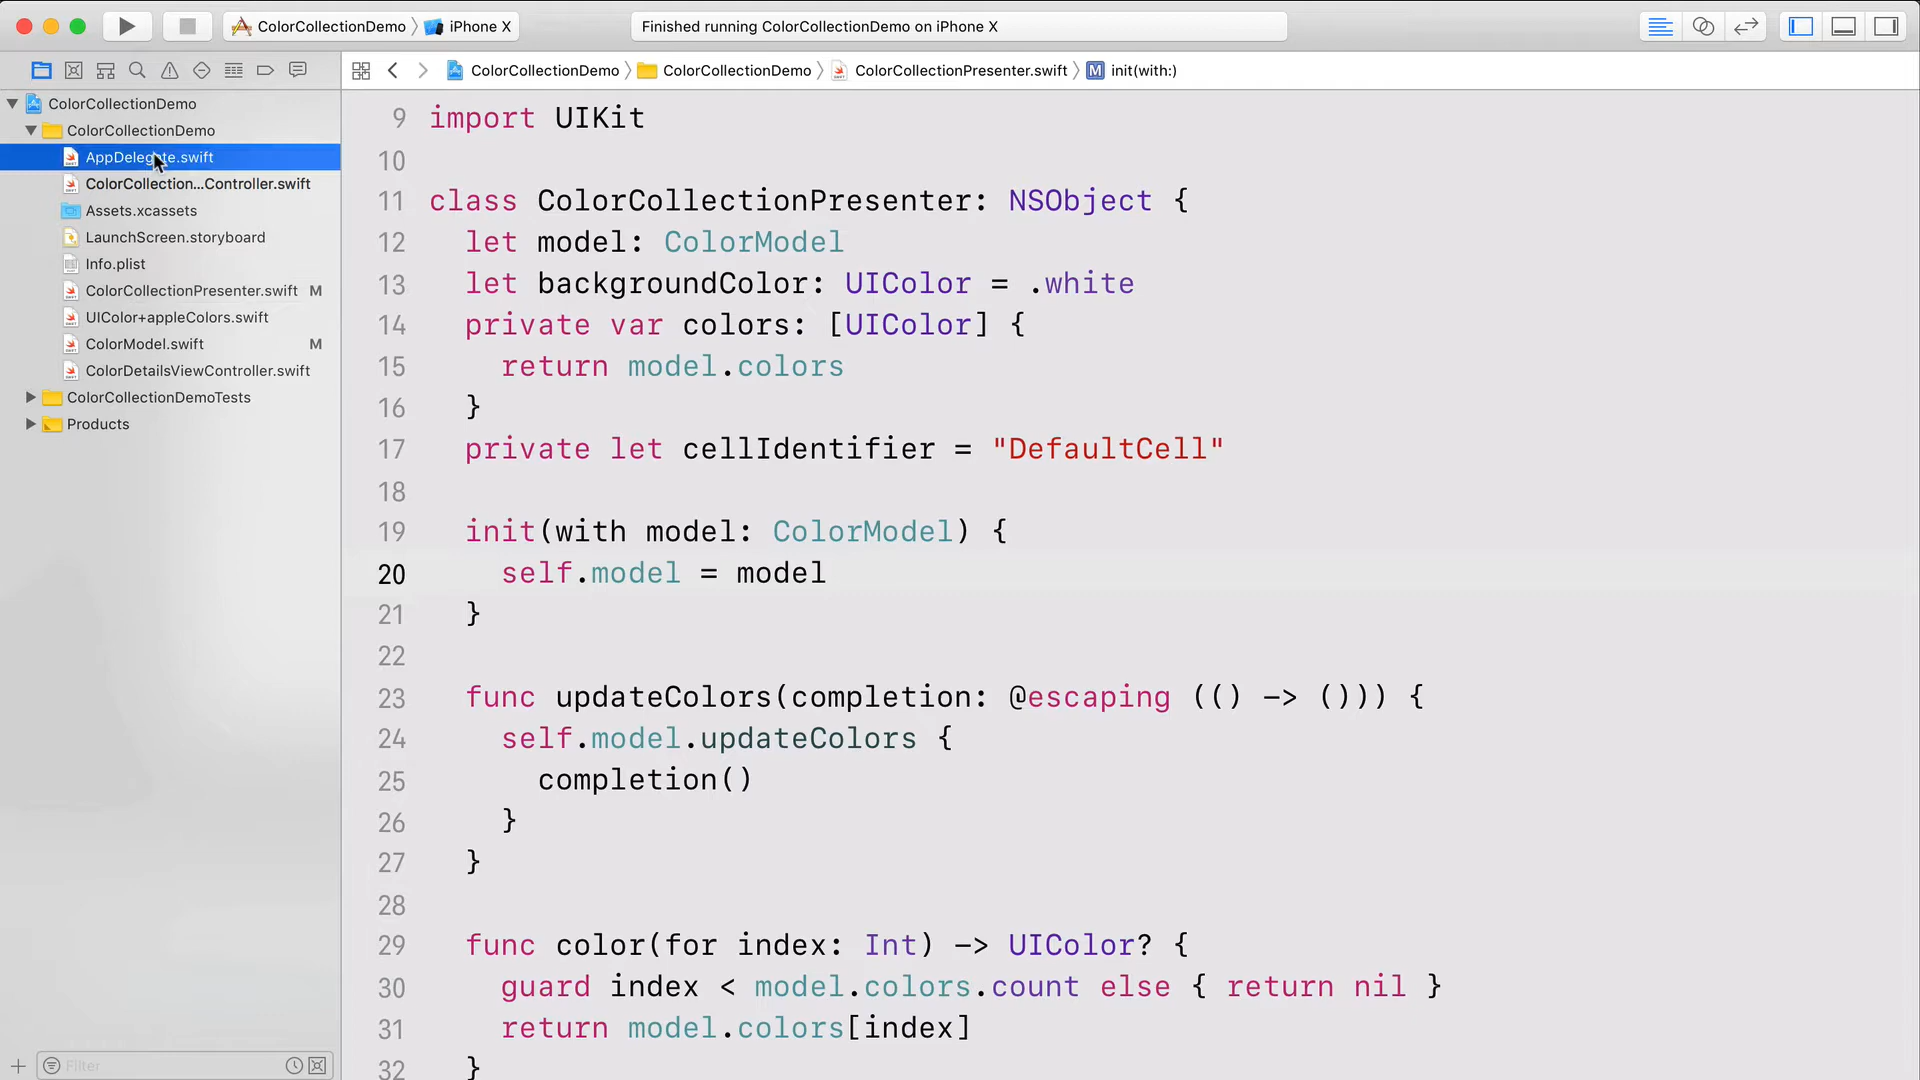 ColorCollectionDemo iPhone X
Finished running ColorCollectionDemo on iPhone X
ColorCollectionDemo ColorCollectionDemo ColorCollectionPresenter.swift M init(with:)
ColorCollectionDemo
ColorCollectionDemo
AppDelegate.swift
ColorCollection...Controller.swift
Assets.xcassets
LaunchScreen.storyboard
Info.plist
ColorCollectionPresenter.swift M
UIColor+appleColors.swift
ColorModel.swift M
ColorDetailsViewController.swift
ColorCollectionDemoTests
Products
Filter
9 import UIKit
10
11 class ColorCollectionPresenter: NSObject {
12 let model: ColorModel
13 let backgroundColor: UIColor = .white
14 private var colors: [UIColor] {
15 return model.colors
16 }
17 private let cellIdentifier = "DefaultCell"
18
19 init(with model: ColorModel) {
20 self.model = model
21 }
22
23 func updateColors(completion: @escaping (() -> ())) {
24 self.model.updateColors {
25 completion()
26 }
27 }
28
29 func color(for index: Int) -> UIColor? {
30 guard index < model.colors.count else { return nil }
31 return model.colors[index]
32 }